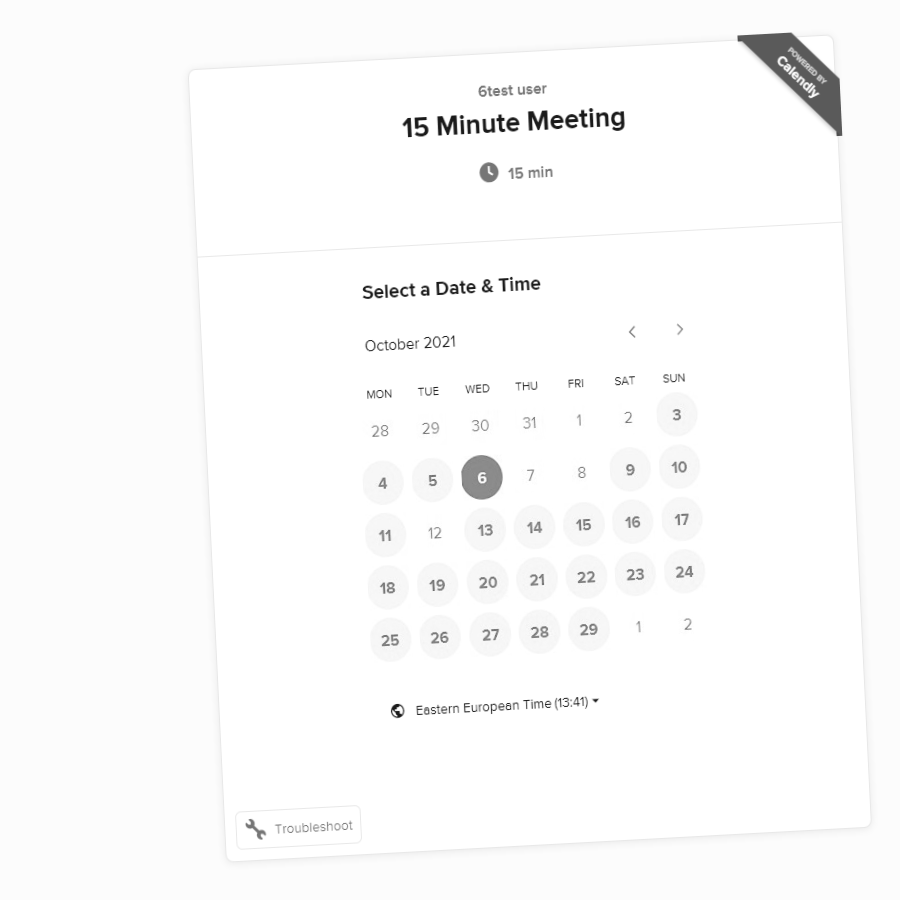 POWERED BY
Calendly
6test user
15 Minute Meeting
15 min
Select a Date & Time
October 2021
MON TUE WED THU FRI SAT SUN
28 29 30 31 1 2 3
4 5 6 7 8 9 10
11 12 13 14 15 16 17
18 19 20 21 22 23 24
25 26 27 28 29 1 2
Eastern European Time (13:41)
Troubleshoot